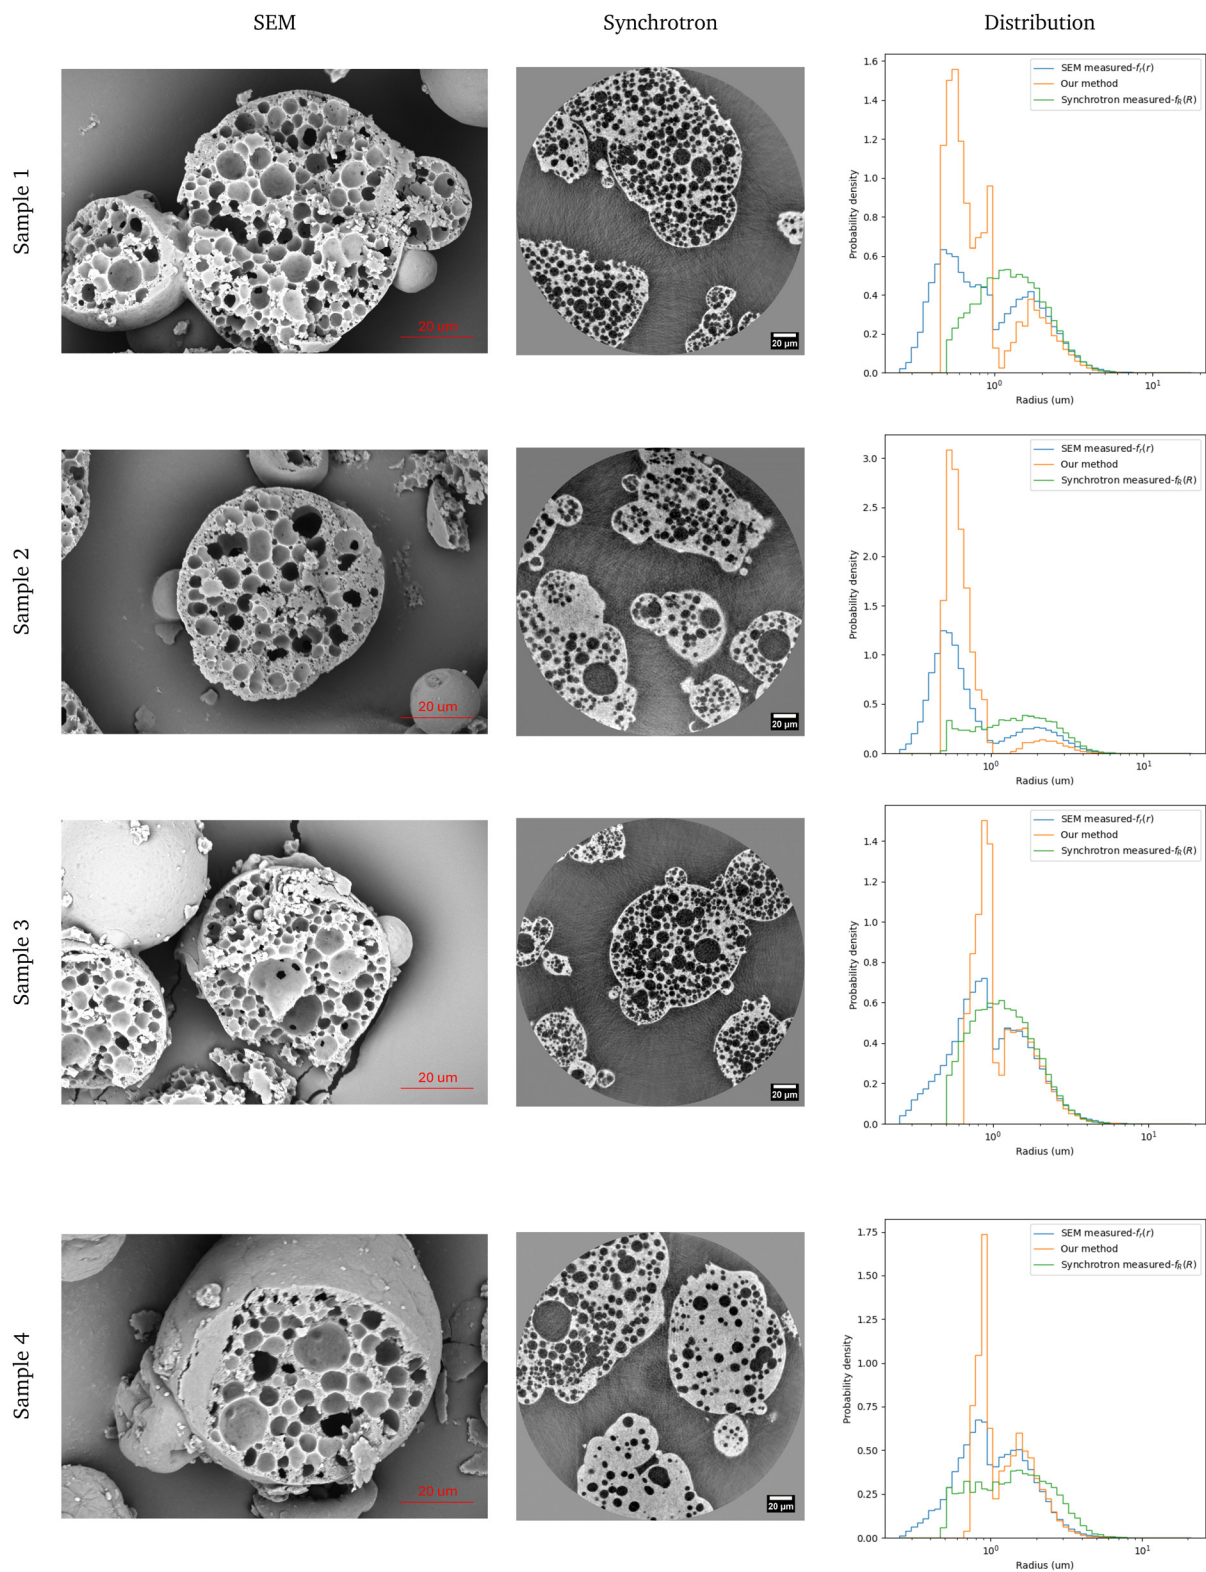 SEM
Synchrotron
Distribution
Sample 1
20 um
20 μm
1.6
1.4
1.2
1.0
0.8
0.6
0.4
0.2
0.0
Probability density
SEM measured-fr(r)
Our method
Synchrotron measured-fR(R)
10⁰
10¹
Radius (um)
Sample 2
20 um
20 μm
3.0
2.5
2.0
1.5
1.0
0.5
0.0
Probability density
SEM measured-fr(r)
Our method
Synchrotron measured-fR(R)
10⁰
10¹
Radius (um)
Sample 3
20 um
20 μm
1.4
1.2
1.0
0.8
0.6
0.4
0.2
0.0
Probability density
SEM measured-fr(r)
Our method
Synchrotron measured-fR(R)
10⁰
10¹
Radius (um)
Sample 4
20 um
20 μm
1.75
1.50
1.25
1.00
0.75
0.50
0.25
0.00
Probability density
SEM measured-fr(r)
Our method
Synchrotron measured-fR(R)
10⁰
10¹
Radius (um)